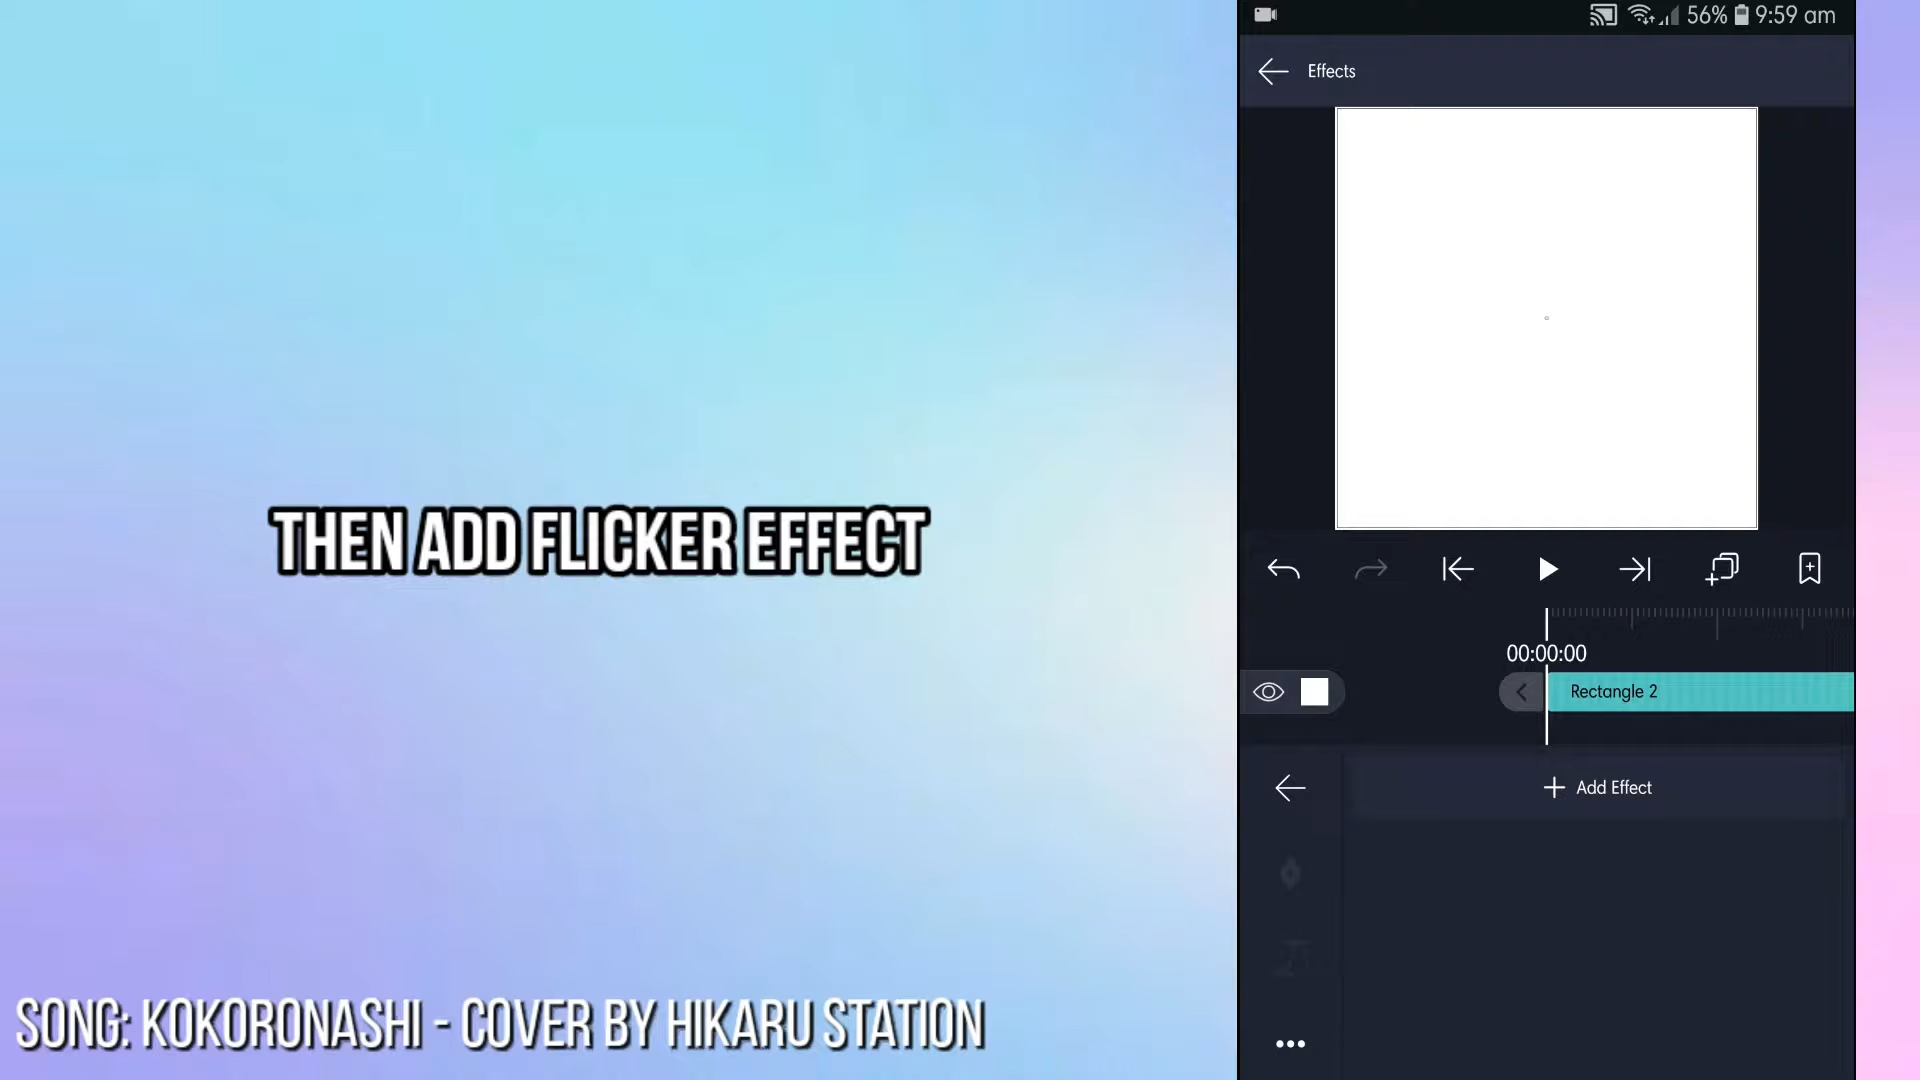 56% 9:59 am
Effects
THEN ADD FLICKER EFFECT
00:00:00
Rectangle 2
Add Effect
SONG: KOKORONASHI - COVER BY HIKARU STATION